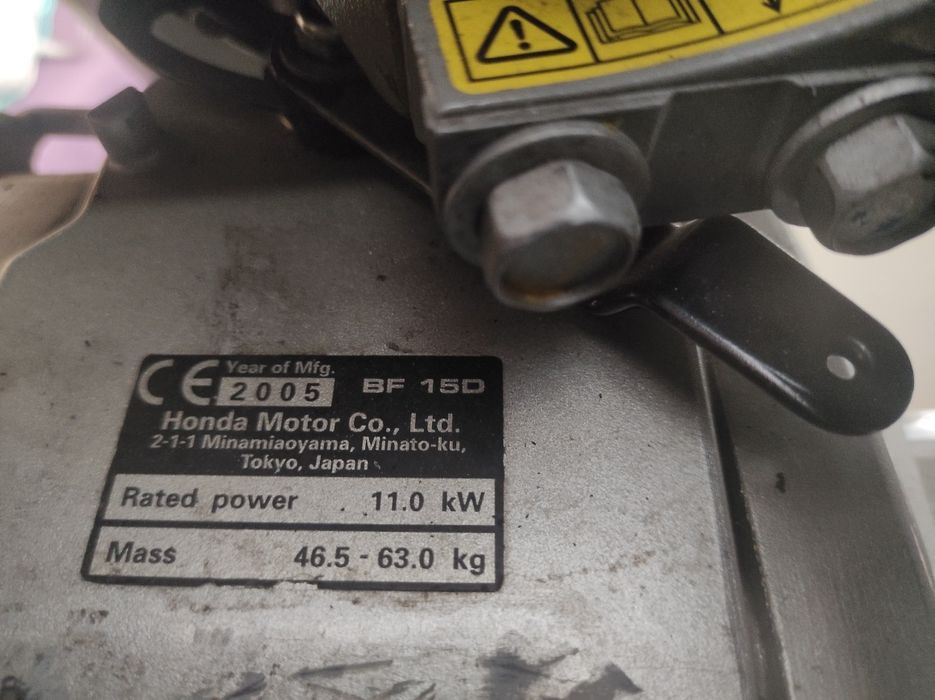 CE Year of Mfg.
2005 BF 15D
Honda Motor Co., Ltd.
2-1-1 Minamiaoyama, Minato-ku,
Tokyo, Japan
Rated power 11.0 kW
Mass 46.5 - 63.0 kg